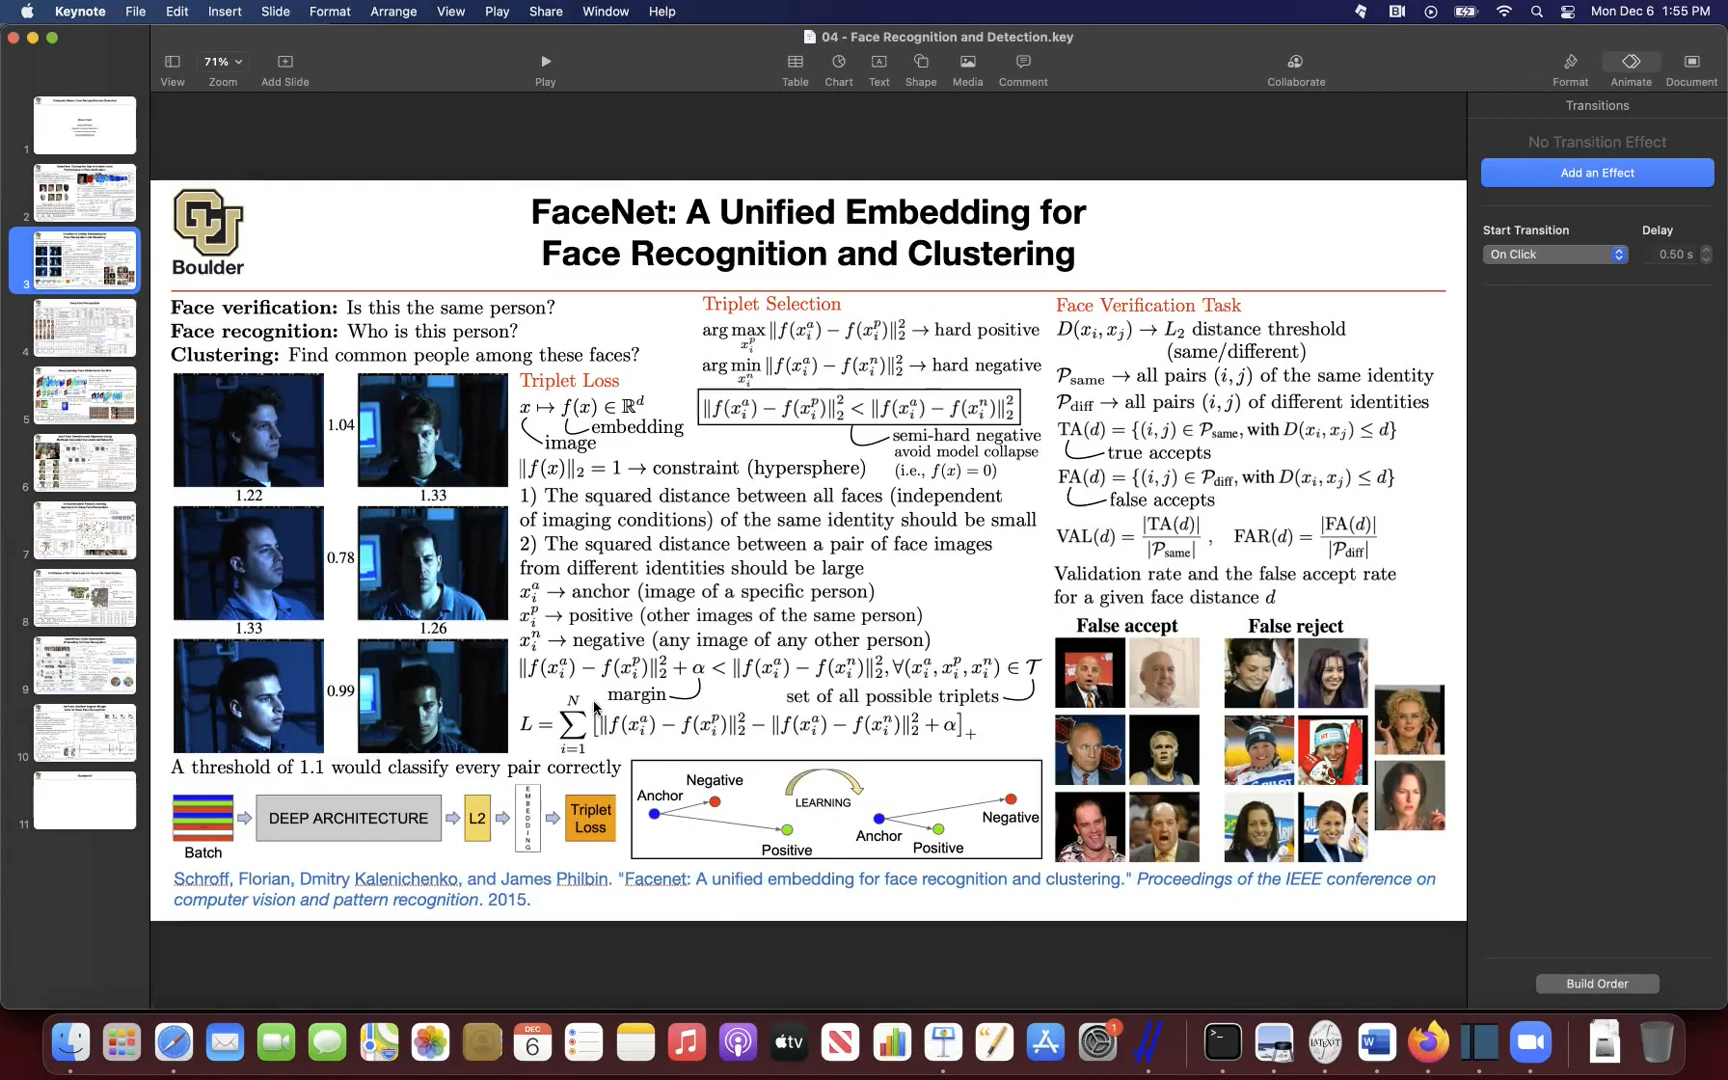 Keynote File Edit Insert Slide Format Arrange View Play Share Window Help
Mon Dec 6 1:55 PM
04 - Face Recognition and Detection.key
71%
View Zoom Add Slide
Play
Table Chart Text Shape Media Comment
Collaborate
Format Animate Document
Transitions
No Transition Effect
Add an Effect
Start Transition Delay
On Click 0.50 s
Build Order
1
2
3
4
5
6
7
8
9
10
11
CU
Boulder
FaceNet: A Unified Embedding for
Face Recognition and Clustering
Face verification: Is this the same person?
Face recognition: Who is this person?
Clustering: Find common people among these faces?
1.04
1.22 1.33
0.78
1.33 1.26
0.99
A threshold of 1.1 would classify every pair correctly
Triplet Loss
x ↦ f(x) ∈ ℝ^d
embedding
image
‖f(x)‖₂ = 1 → constraint (hypersphere)
1) The squared distance between all faces (independent
of imaging conditions) of the same identity should be small
2) The squared distance between a pair of face images
from different identities should be large
x_i^a → anchor (image of a specific person)
x_i^p → positive (other images of the same person)
x_i^n → negative (any image of any other person)
‖f(x_i^a) − f(x_i^p)‖₂² + α < ‖f(x_i^a) − f(x_i^n)‖₂², ∀(x_i^a, x_i^p, x_i^n) ∈ 𝒯
margin set of all possible triplets
L = ∑_{i=1}^{N} [‖f(x_i^a) − f(x_i^p)‖₂² − ‖f(x_i^a) − f(x_i^n)‖₂² + α]₊
Triplet Selection
arg max_{x_i^p} ‖f(x_i^a) − f(x_i^p)‖₂² → hard positive
arg min_{x_i^n} ‖f(x_i^a) − f(x_i^n)‖₂² → hard negative
‖f(x_i^a) − f(x_i^p)‖₂² < ‖f(x_i^a) − f(x_i^n)‖₂²
semi-hard negative
avoid model collapse
(i.e., f(x) = 0)
Face Verification Task
D(x_i, x_j) → L₂ distance threshold
(same/different)
𝒫_same → all pairs (i, j) of the same identity
𝒫_diff → all pairs (i, j) of different identities
TA(d) = {(i, j) ∈ 𝒫_same, with D(x_i, x_j) ≤ d}
true accepts
FA(d) = {(i, j) ∈ 𝒫_diff, with D(x_i, x_j) ≤ d}
false accepts
VAL(d) = |TA(d)| / |𝒫_same| , FAR(d) = |FA(d)| / |𝒫_diff|
Validation rate and the false accept rate
for a given face distance d
False accept False reject
Batch
DEEP ARCHITECTURE
L2
EMBEDDING
Triplet
Loss
Anchor
Negative
Positive
LEARNING
Anchor
Negative
Positive
Schroff, Florian, Dmitry Kalenichenko, and James Philbin. "Facenet: A unified embedding for face recognition and clustering." Proceedings of the IEEE conference on
computer vision and pattern recognition. 2015.
DEC
6
tv
1